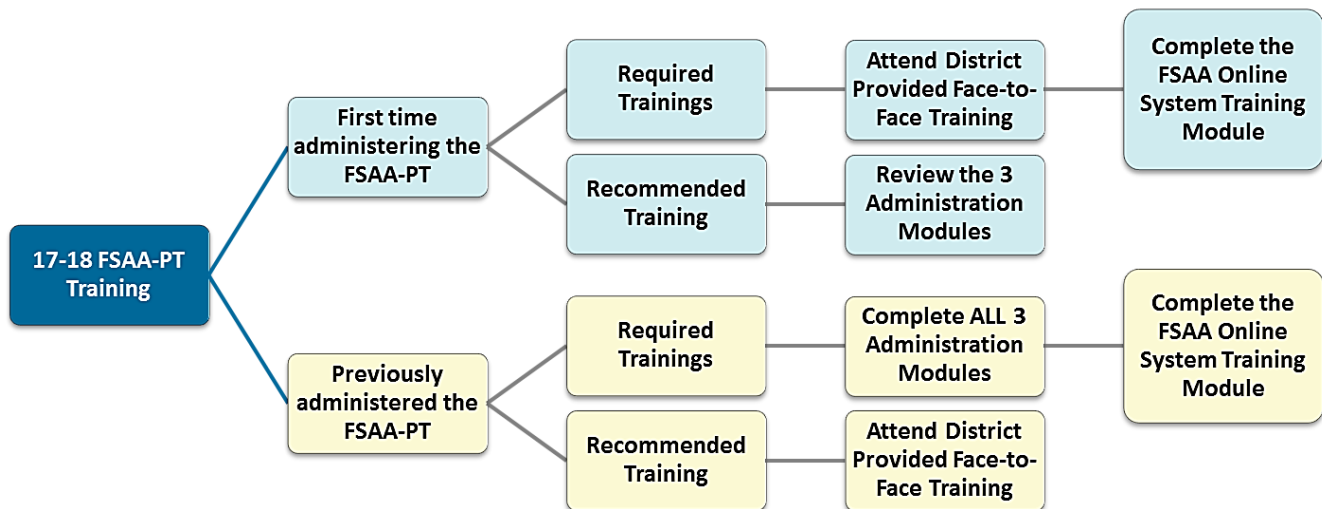 17-18 FSAA-PT
Training
First time
administering the
FSAA-PT
Required
Trainings
Attend District
Provided Face-to-
Face Training
Complete the
FSAA Online
System Training
Module
Recommended
Training
Review the 3
Administration
Modules
Previously
administered the
FSAA-PT
Required
Trainings
Complete ALL 3
Administration
Modules
Complete the
FSAA Online
System Training
Module
Recommended
Training
Attend District
Provided Face-to-
Face Training